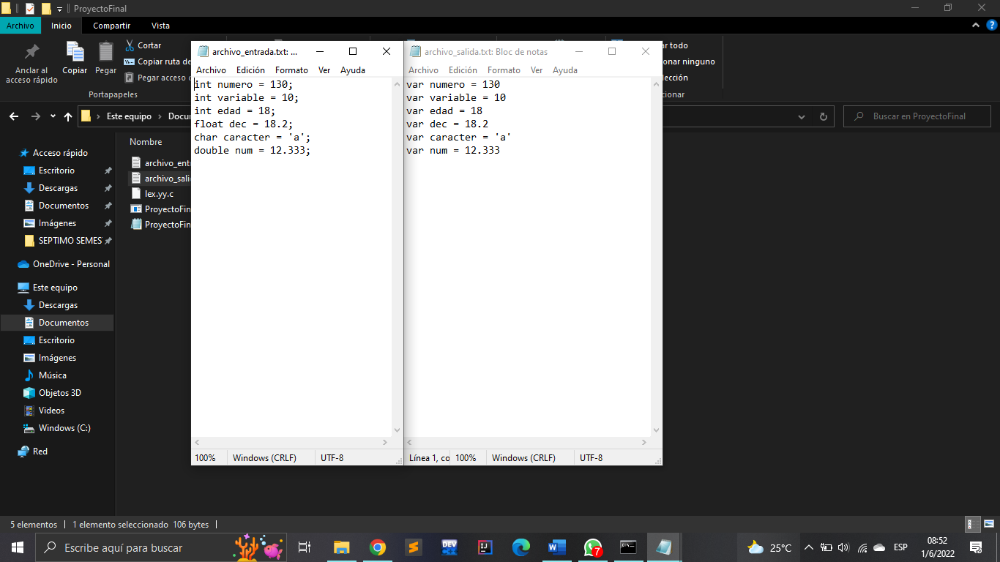 ProyectoFinal
Archivo Inicio Compartir Vista
Anclar al acceso rápido
Copiar
Pegar
Cortar
Copiar ruta de
Pegar acceso
Portapapeles
ar todo
onar ninguno
lección
cionar
Este equipo
Docu
Buscar en ProyectoFinal
Acceso rápido
Escritorio
Descargas
Documentos
Imágenes
SEPTIMO SEMES
OneDrive - Personal
Este equipo
Descargas
Documentos
Escritorio
Imágenes
Música
Objetos 3D
Videos
Windows (C:)
Red
Nombre
archivo_ent
archivo_sali
lex.yy.c
ProyectoFin
ProyectoFin
archivo_entrada.txt: ...
Archivo Edición Formato Ver Ayuda
int numero = 130;
int variable = 10;
int edad = 18;
float dec = 18.2;
char caracter = 'a';
double num = 12.333;
100% Windows (CRLF) UTF-8
archivo_salida.txt: Bloc de notas
Archivo Edición Formato Ver Ayuda
var numero = 130
var variable = 10
var edad = 18
var dec = 18.2
var caracter = 'a'
var num = 12.333
Línea 1, co 100% Windows (CRLF) UTF-8
5 elementos 1 elemento seleccionado 106 bytes
Escribe aquí para buscar
DEV
IJ
W
7
25°C
ESP
08:52
1/6/2022